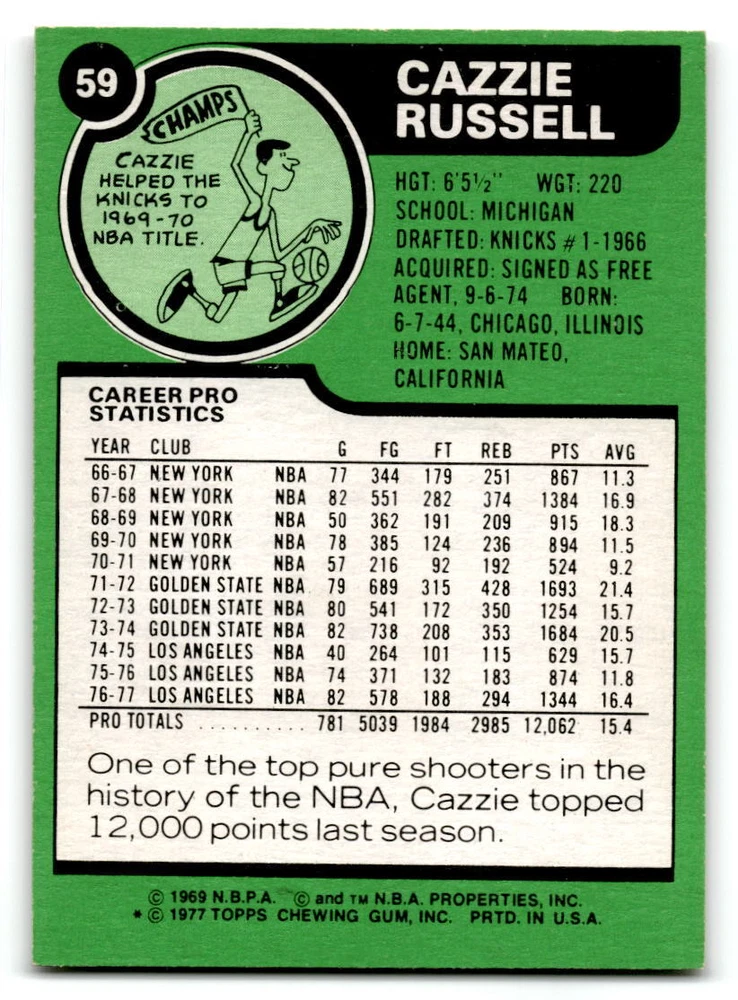 59
CHAMPS
CAZZIE
HELPED THE
KNICKS TO
1969-70
NBA TITLE.
CAZZIE
RUSSELL
HGT: 6'5½" WGT: 220
SCHOOL: MICHIGAN
DRAFTED: KNICKS #1-1966
ACQUIRED: SIGNED AS FREE
AGENT, 9-6-74 BORN:
6-7-44, CHICAGO, ILLINOIS
HOME: SAN MATEO,
CALIFORNIA
CAREER PRO
STATISTICS
YEAR CLUB G FG FT REB PTS AVG
66-67 NEW YORK NBA 77 344 179 251 867 11.3
67-68 NEW YORK NBA 82 551 282 374 1384 16.9
68-69 NEW YORK NBA 50 362 191 209 915 18.3
69-70 NEW YORK NBA 78 385 124 236 894 11.5
70-71 NEW YORK NBA 57 216 92 192 524 9.2
71-72 GOLDEN STATE NBA 79 689 315 428 1693 21.4
72-73 GOLDEN STATE NBA 80 541 172 350 1254 15.7
73-74 GOLDEN STATE NBA 82 738 208 353 1684 20.5
74-75 LOS ANGELES NBA 40 264 101 115 629 15.7
75-76 LOS ANGELES NBA 74 371 132 183 874 11.8
76-77 LOS ANGELES NBA 82 578 188 294 1344 16.4
PRO TOTALS .......... 781 5039 1984 2985 12,062 15.4
One of the top pure shooters in the
history of the NBA, Cazzie topped
12,000 points last season.
© 1969 N.B.P.A. © and TM N.B.A. PROPERTIES, INC.
* © 1977 TOPPS CHEWING GUM, INC. PRTD. IN U.S.A.